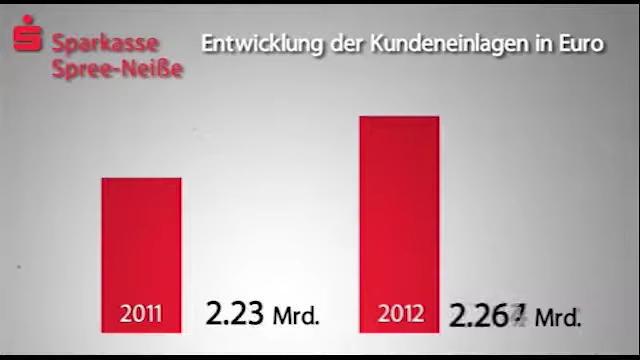 Sparkasse
Spree-Neiße
Entwicklung der Kundeneinlagen in Euro
2011
2.23 Mrd.
2012
Mrd.